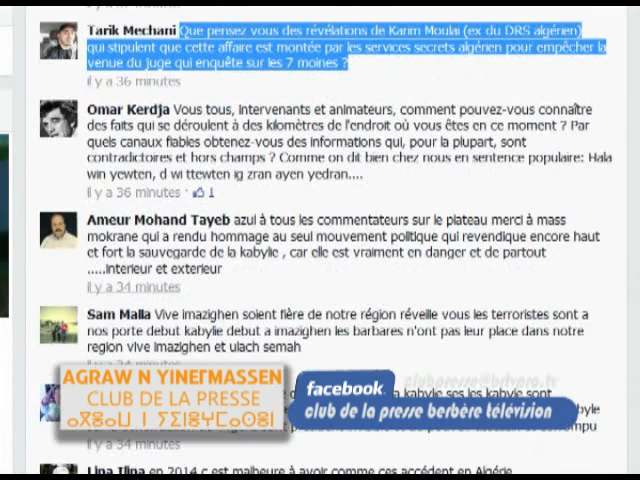 Tarik Mechani Que pensez vous des révélations de Karim Moulai (ex du DRS algérien)
qui stipulent que cette affaire est montée par les services secrets algérien pour empêcher la
venue du juge qui enquête sur les 7 moines ?
il y a 36 minutes
Omar Kerdja Vous tous, intervenants et animateurs, comment pouvez-vous connaître
des faits qui se déroulent à des kilomètres de l'endroit où vous êtes en ce moment ? Par
quels canaux fiables obtenez-vous des informations qui, pour la plupart, sont
contradictoires et hors champs ? Comme on dit bien chez nous en sentence populaire: Hala
win yewten, d wi ttewten ig zran ayen yedran....
il y a 36 minutes · 1
Ameur Mohand Tayeb azul à tous les commentateurs sur le plateau merci à mass
mokrane qui a rendu hommage au seul mouvement politique qui revendique encore haut
et fort la sauvegarde de la kabylie , car elle est vraiment en danger et de partout
.....interieur et exterieur
il y a 34 minutes
Sam Malla Vive imazighen soient fière de notre région réveille vous les terroristes sont a
nos porte debut kabylie debut a imazighen les barbares n'ont pas leur place dans notre
region vive imazighen et ulach semah
il y a 34 minutes
AGRAW N YINEƔMASSEN
CLUB DE LA PRESSE
ⴰⴳⵔⴰⵡ ⵏ ⵢⵉⵏⴻⵖⵎⴰⵙⴻⵏ
facebook
clubpresse@brtvpro.tv
club de la presse berbère télévision
kabylie ses les kabyle sont
Lina Ilina en 2014 c est malheure à avoir comme ces accédent en Algérie